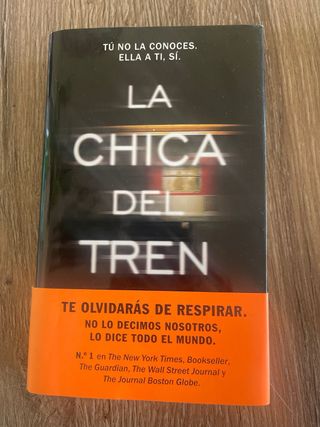 TÚ NO LA CONOCES.
ELLA A TI, SÍ.
LA
CHICA
DEL
TREN
TE OLVIDARÁS DE RESPIRAR.
NO LO DECIMOS NOSOTROS,
LO DICE TODO EL MUNDO.
N.º 1 en The New York Times, Bookseller,
The Guardian, The Wall Street Journal y
The Journal Boston Globe.